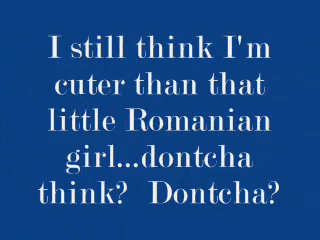 I still think I'm
cuter than that
little Romanian
girl...dontcha
think?  Dontcha?